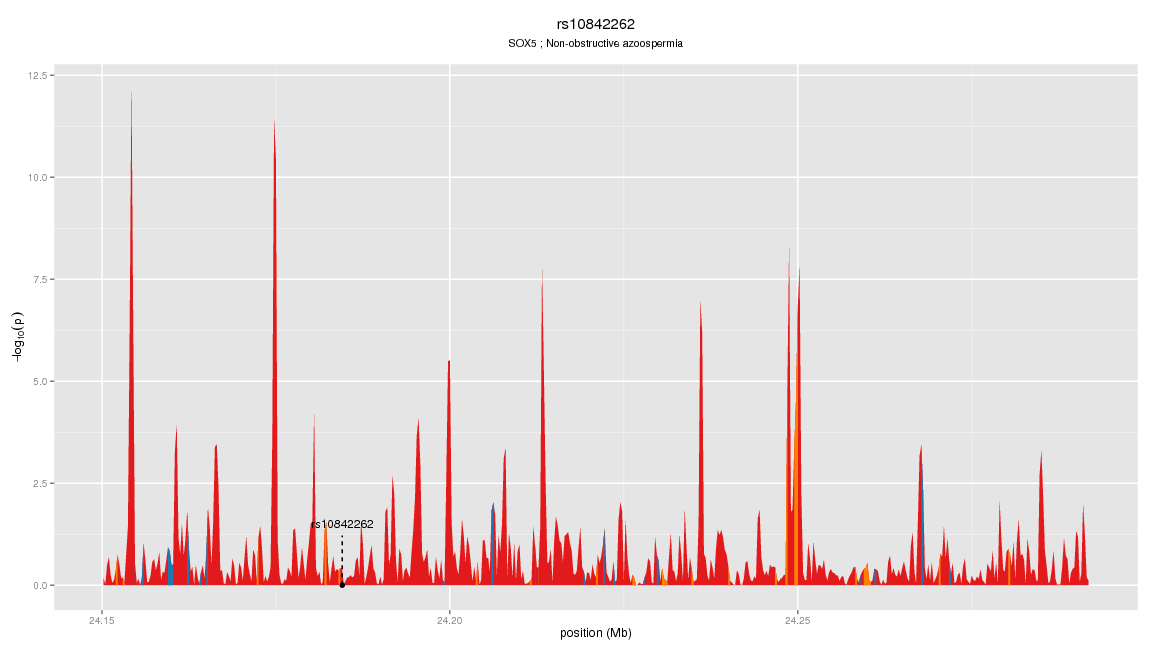 rs10842262
SOX5 ; Non-obstructive azoospermia
12.5
10.0
7.5
5.0
2.5
0.0
−log10(p)
rs10842262
24.15
24.20
24.25
position (Mb)